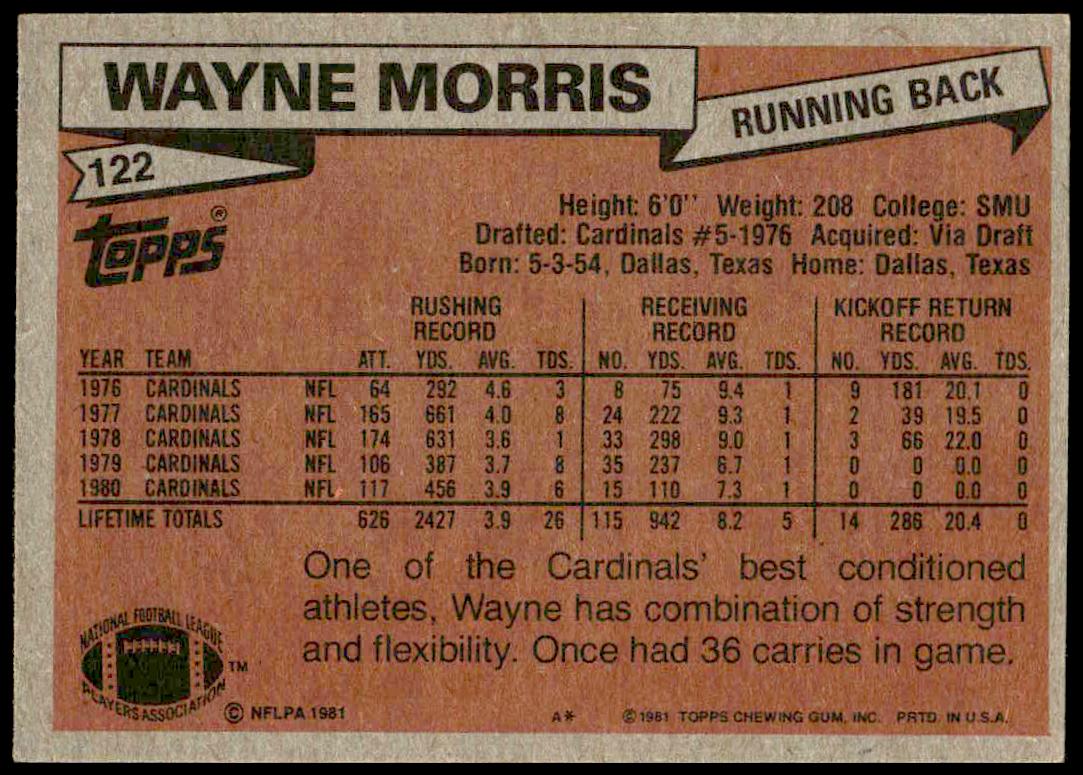 WAYNE MORRIS
RUNNING BACK
122
Topps®
Height: 6'0'' Weight: 208 College: SMU
Drafted: Cardinals #5-1976 Acquired: Via Draft
Born: 5-3-54, Dallas, Texas Home: Dallas, Texas
RUSHING RECORD RECEIVING RECORD KICKOFF RETURN RECORD
YEAR TEAM ATT. YDS. AVG. TDS. NO. YDS. AVG. TDS. NO. YDS. AVG. TDS.
1976 CARDINALS NFL 64 292 4.6 3 8 75 9.4 1 9 181 20.1 0
1977 CARDINALS NFL 165 661 4.0 8 24 222 9.3 1 2 39 19.5 0
1978 CARDINALS NFL 174 631 3.6 1 33 298 9.0 1 3 66 22.0 0
1979 CARDINALS NFL 106 387 3.7 8 35 237 6.7 1 0 0 0.0 0
1980 CARDINALS NFL 117 456 3.9 6 15 110 7.3 1 0 0 0.0 0
LIFETIME TOTALS 626 2427 3.9 26 115 942 8.2 5 14 286 20.4 0
One of the Cardinals' best conditioned
athletes, Wayne has combination of strength
and flexibility. Once had 36 carries in game.
NATIONAL FOOTBALL LEAGUE
PLAYERS ASSOCIATION
TM
© NFLPA 1981
A* © 1981 TOPPS CHEWING GUM, INC. PRTD. IN U.S.A.